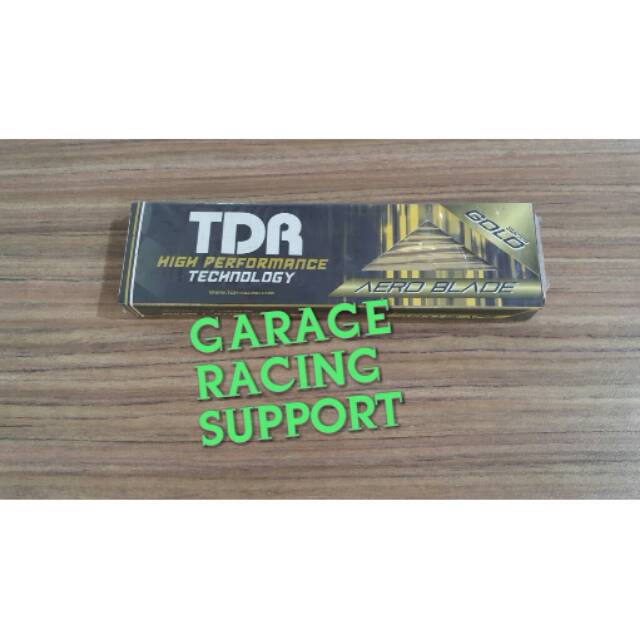 TDR
HIGH PERFORMANCE
TECHNOLOGY
GOLD
AERO BLADE
GARAGE
RACING
SUPPORT